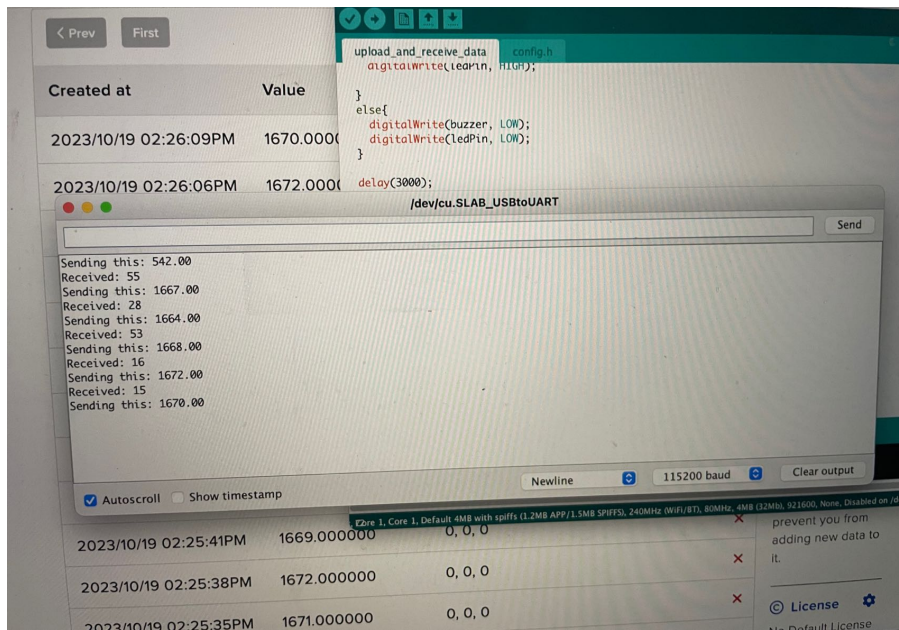 < Prev
First
Created at
Value
2023/10/19 02:26:09PM 1670.000
2023/10/19 02:26:06PM 1672.000
upload_and_receive_data
config.h
digitalWrite(ledPin, HIGH);
}
else{
digitalWrite(buzzer, LOW);
digitalWrite(ledPin, LOW);
}
delay(3000);
/dev/cu.SLAB_USBtoUART
Send
Sending this: 542.00
Received: 55
Sending this: 1667.00
Received: 28
Sending this: 1664.00
Received: 53
Sending this: 1668.00
Received: 16
Sending this: 1672.00
Received: 15
Sending this: 1670.00
Autoscroll
Show timestamp
Newline
115200 baud
Clear output
Core 1, Core 1, Default 4MB with spiffs (1.2MB APP/1.5MB SPIFFS), 240MHz (WiFi/BT), 80MHz, 4MB (32Mb), 921600, None, Disabled on
2023/10/19 02:25:41PM 1669.000000 0, 0, 0
2023/10/19 02:25:38PM 1672.000000 0, 0, 0
2023/10/19 02:25:35PM 1671.000000 0, 0, 0
prevent you from
adding new data to
it.
© License
No Default License